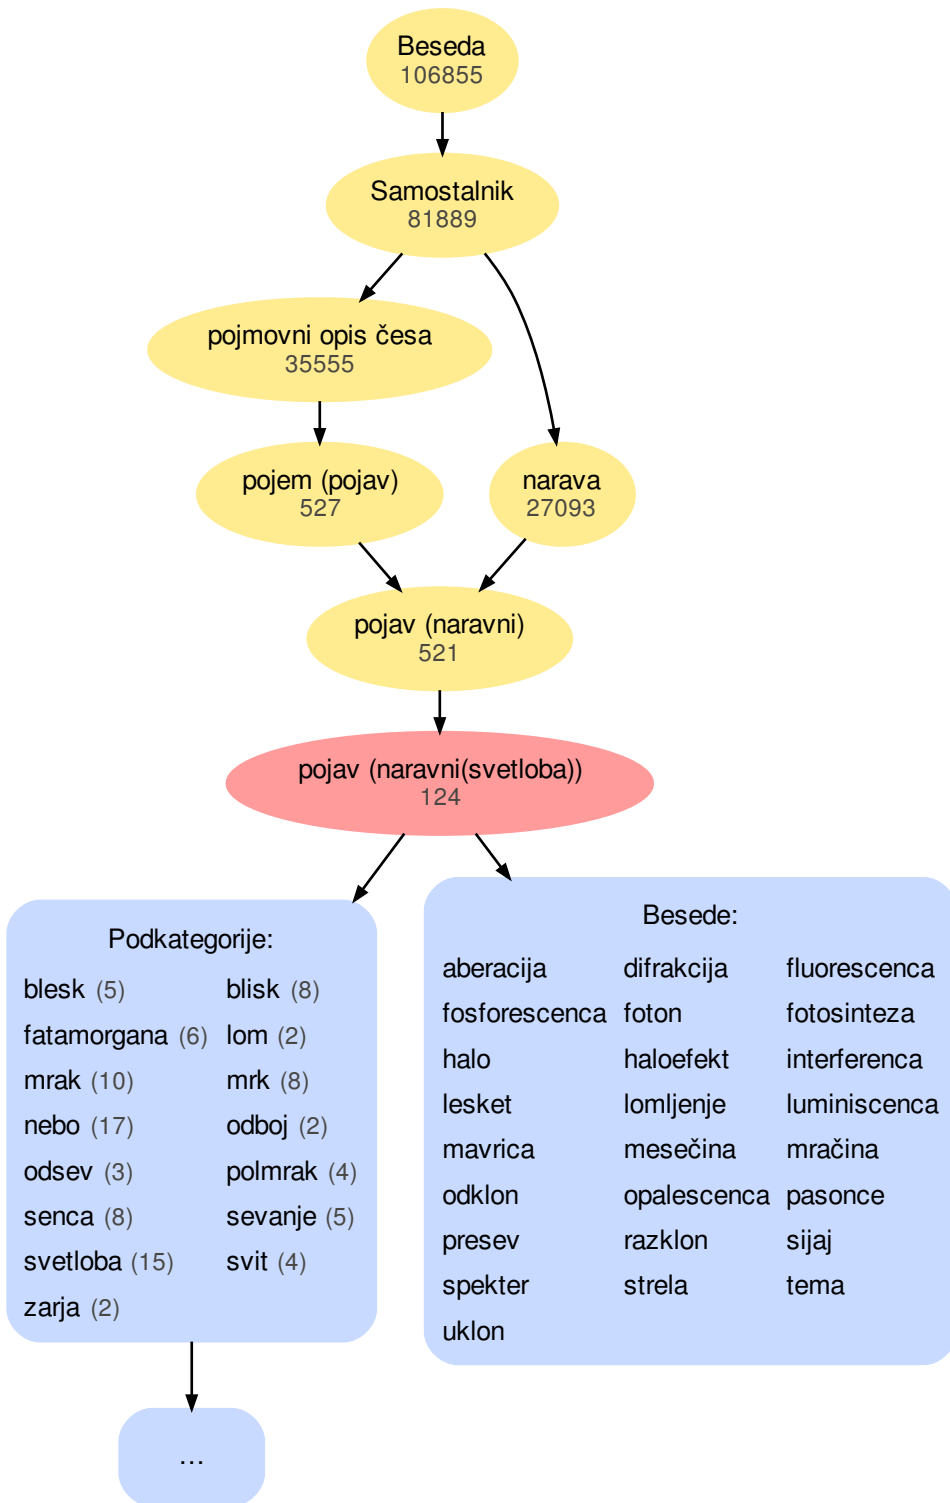 Beseda
106855
Samostalnik
81889
pojmovni opis česa
35555
pojem (pojav)
527
narava
27093
pojav (naravni)
521
pojav (naravni(svetloba))
124
Podkategorije:
blesk (5) blisk (8)
fatamorgana (6) lom (2)
mrak (10) mrk (8)
nebo (17) odboj (2)
odsev (3) polmrak (4)
senca (8) sevanje (5)
svetloba (15) svit (4)
zarja (2)
Besede:
aberacija difrakcija fluorescenca
fosforescenca foton fotosinteza
halo haloefekt interferenca
lesket lomljenje luminiscenca
mavrica mesečina mračina
odklon opalescenca pasonce
presev razklon sijaj
spekter strela tema
uklon
...